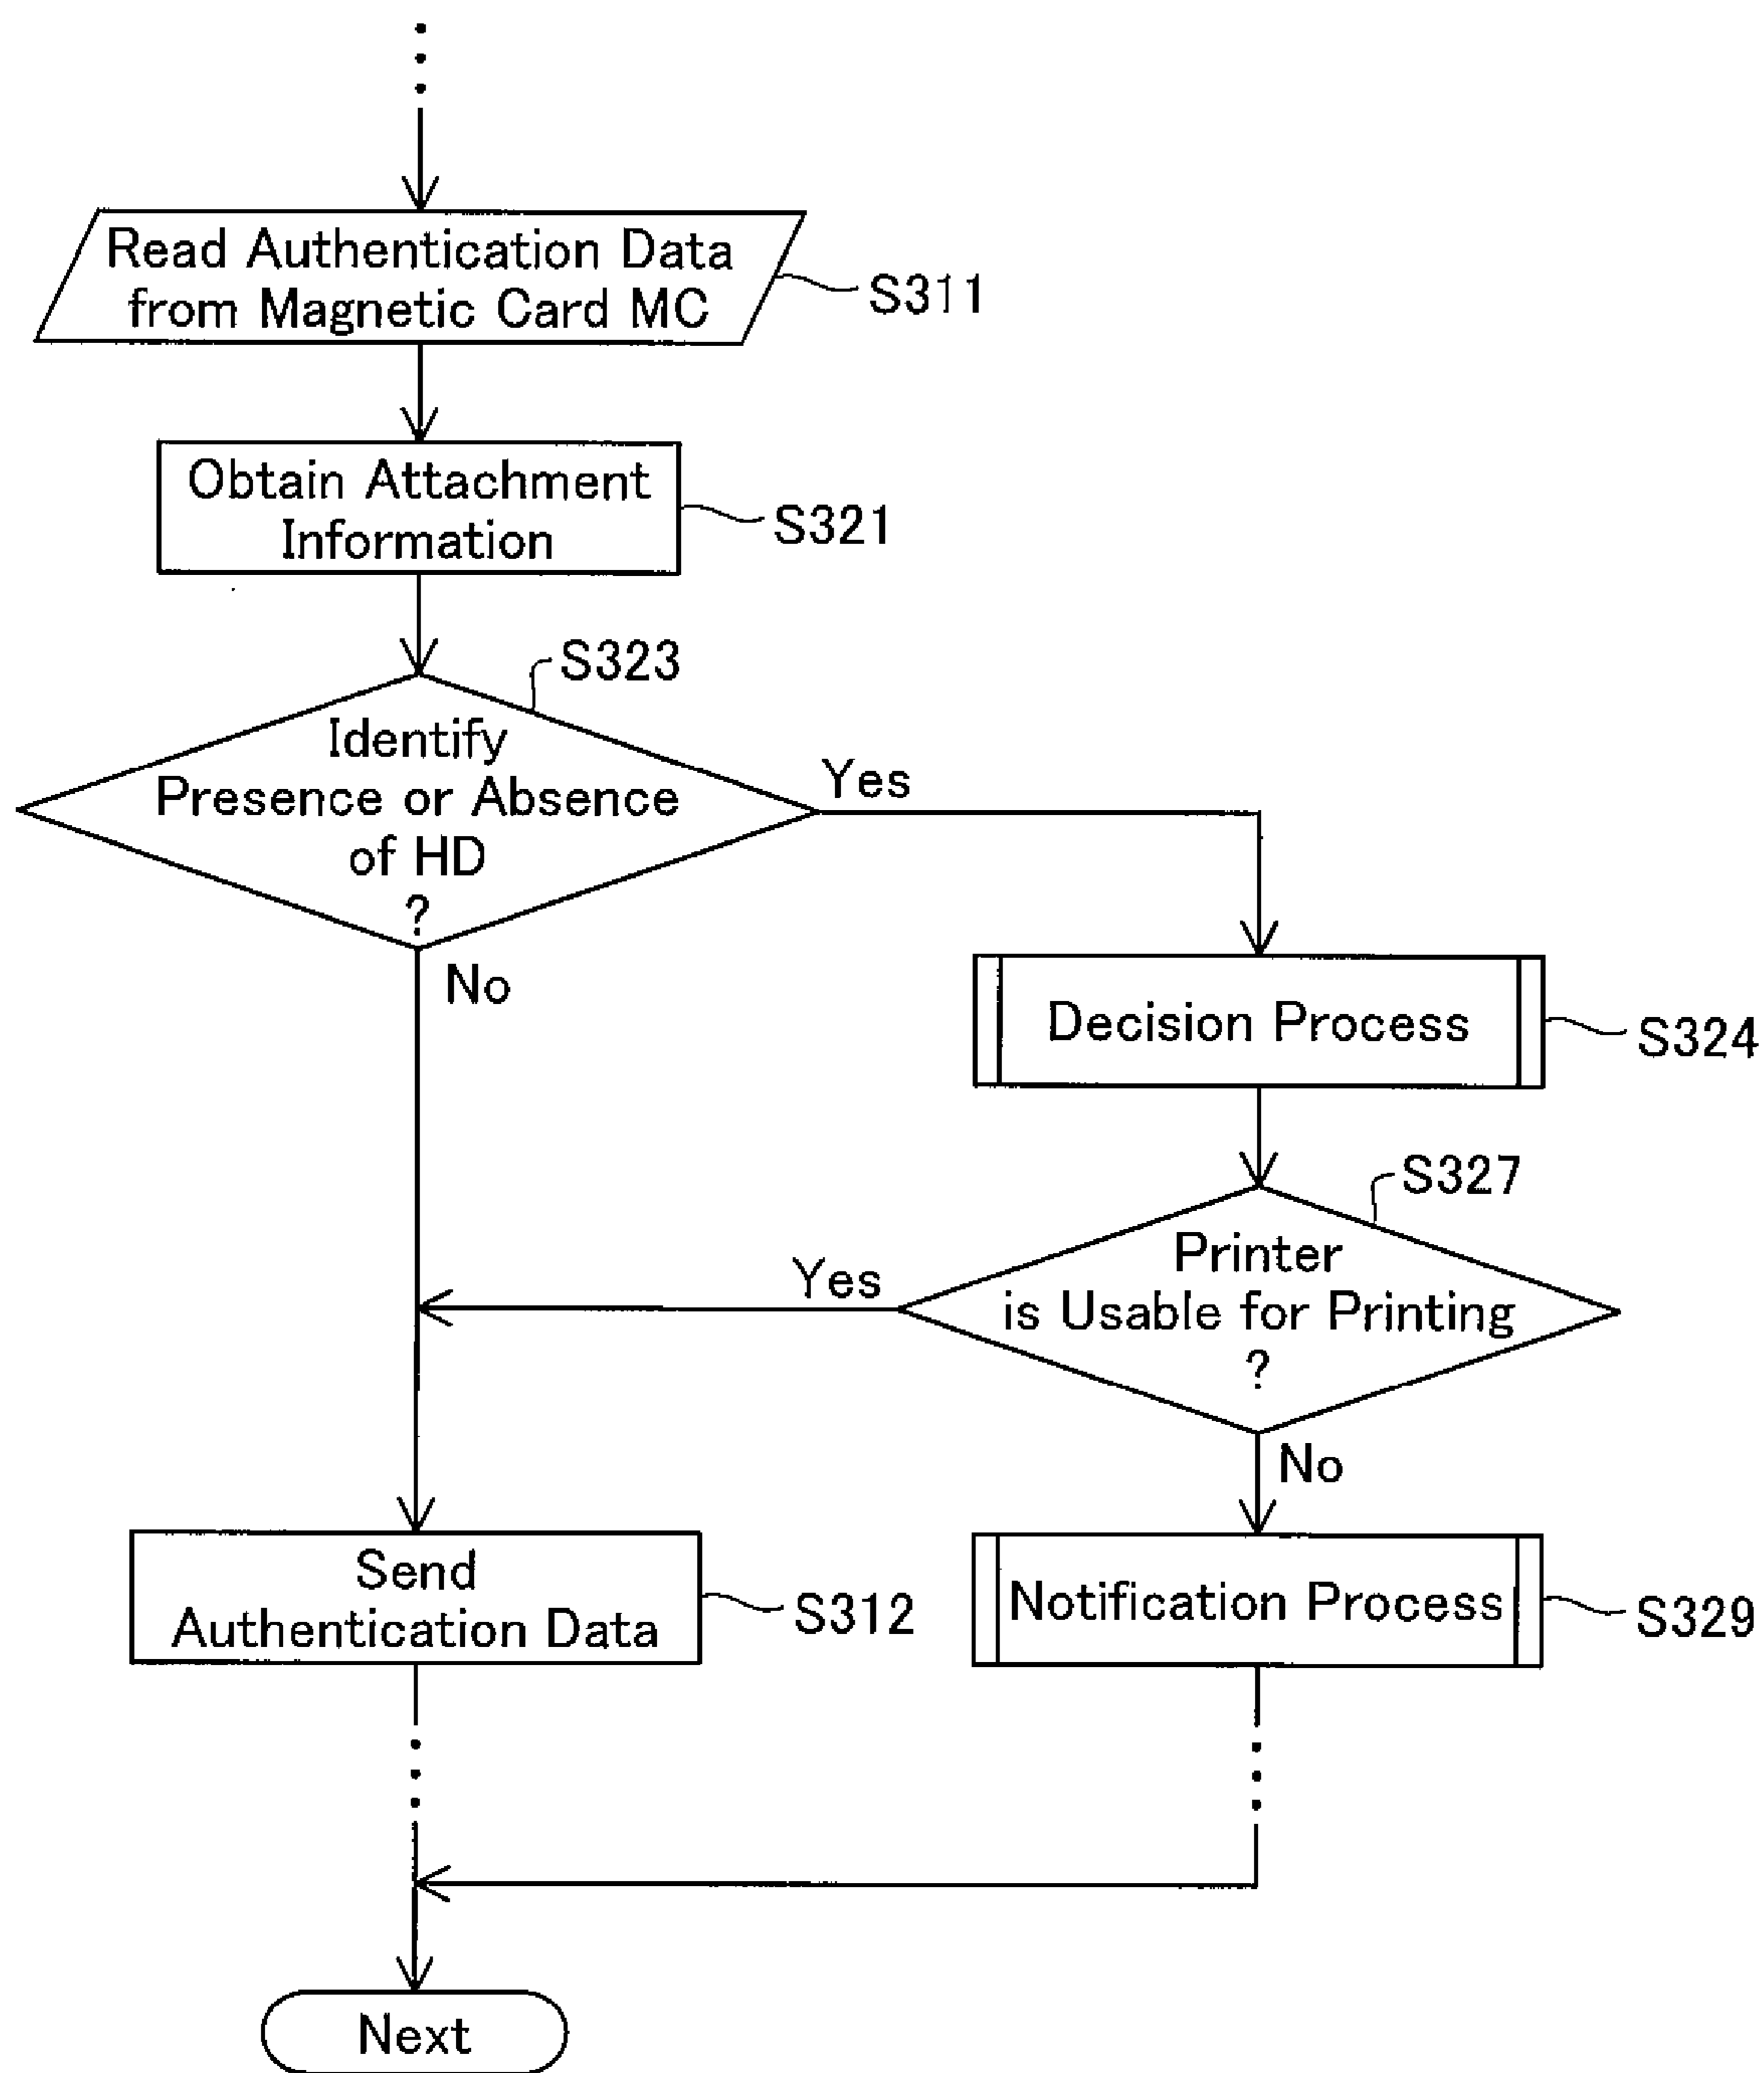 Read Authentication Data
from Magnetic Card MC
S311
Obtain Attachment
Information
S321
S323
Identify
Presence or Absence
of HD
?
Yes
No
Decision Process
S324
S327
Printer
is Usable for Printing
?
Yes
No
Send
Authentication Data
S312
Notification Process
S329
Next